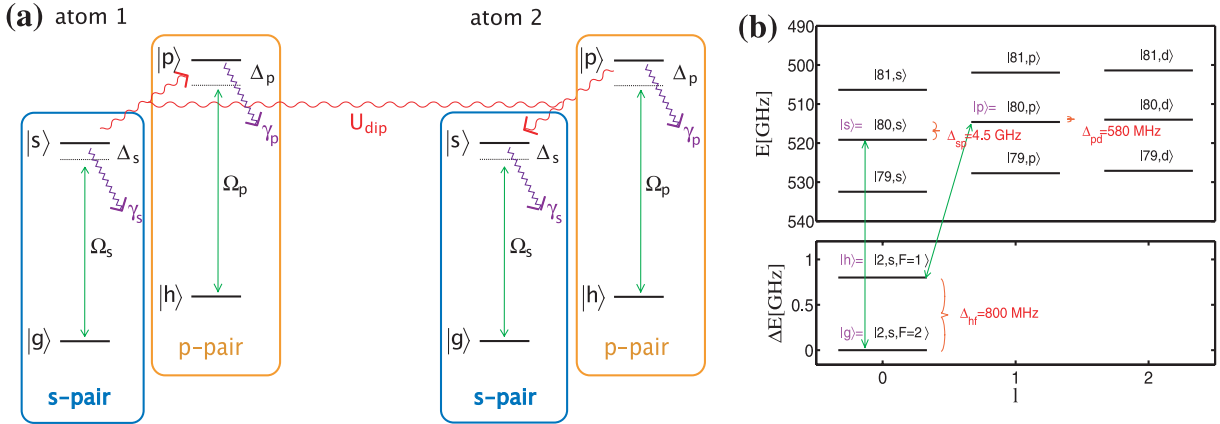 (a) atom 1
atom 2
|p⟩
Δp
γp
|s⟩
Δs
γs
Ωs
Ωp
|h⟩
|g⟩
p-pair
s-pair
Udip
|p⟩
Δp
γp
|s⟩
Δs
γs
Ωs
Ωp
|h⟩
|g⟩
p-pair
s-pair
(b)
E[GHz]
490
500
510
520
530
540
|81,s⟩
|81,p⟩
|81,d⟩
|s⟩= |80,s⟩
|p⟩= |80,p⟩
|80,d⟩
Δsp=4.5 GHz
Δpd=580 MHz
|79,s⟩
|79,p⟩
|79,d⟩
ΔE[GHz]
1
0.5
0
|h⟩= |2,s,F=1⟩
Δhf=800 MHz
|g⟩= |2,s,F=2⟩
0 1 2
l